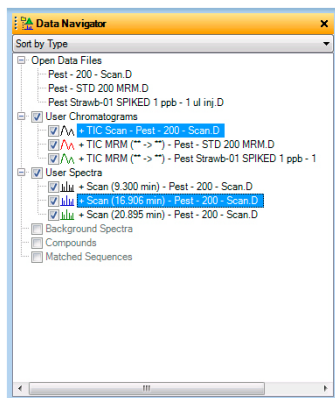 Data Navigator
Sort by Type
Open Data Files
Pest - 200 - Scan.D
Pest - STD 200 MRM.D
Pest Strawb-01 SPIKED 1 ppb - 1 ul inj.D
User Chromatograms
+ TIC Scan - Pest - 200 - Scan.D
+ TIC MRM (** -> **) - Pest - STD 200 MRM.D
+ TIC MRM (** -> **) - Pest Strawb-01 SPIKED 1 ppb - 1
User Spectra
+ Scan (9.300 min) - Pest - 200 - Scan.D
+ Scan (16.906 min) - Pest - 200 - Scan.D
+ Scan (20.895 min) - Pest - 200 - Scan.D
Background Spectra
Compounds
Matched Sequences